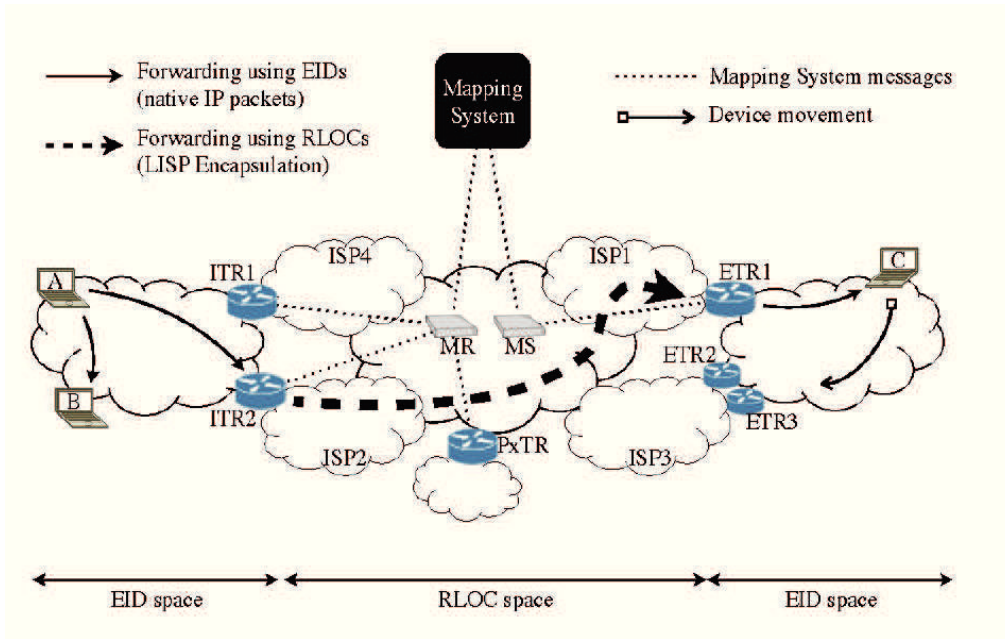 Forwarding using EIDs
(native IP packets)
Forwarding using RLOCs
(LISP Encapsulation)
Mapping
System
Mapping System messages
Device movement
A
ITR1
ISP4
ISP1
ETR1
C
MR
MS
ETR2
B
ITR2
ISP2
PxTR
ISP3
ETR3
EID space
RLOC space
EID space